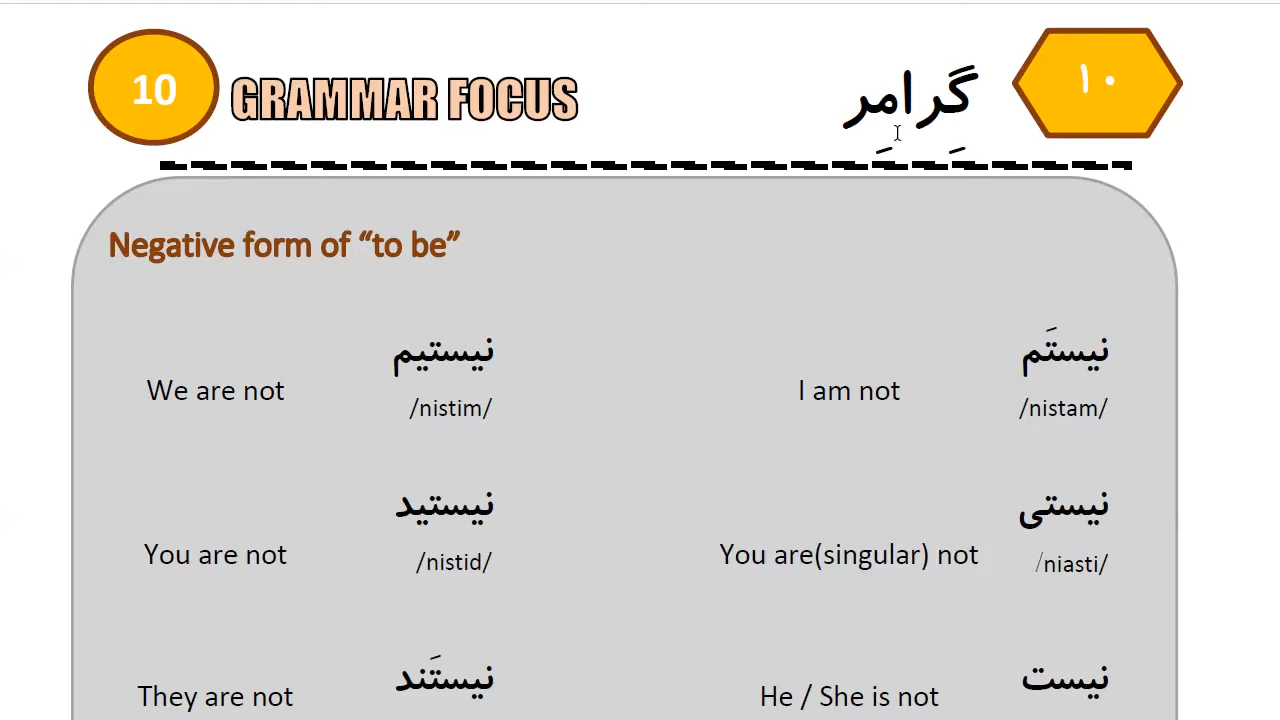 10 GRAMMAR FOCUS گَرامِر ۱۰
Negative form of “to be”
We are not نیستیم I am not نیستَم
/nistim/ /nistam/
You are not نیستید You are(singular) not نیستی
/nistid/ /niasti/
They are not نیستَند He / She is not نیست